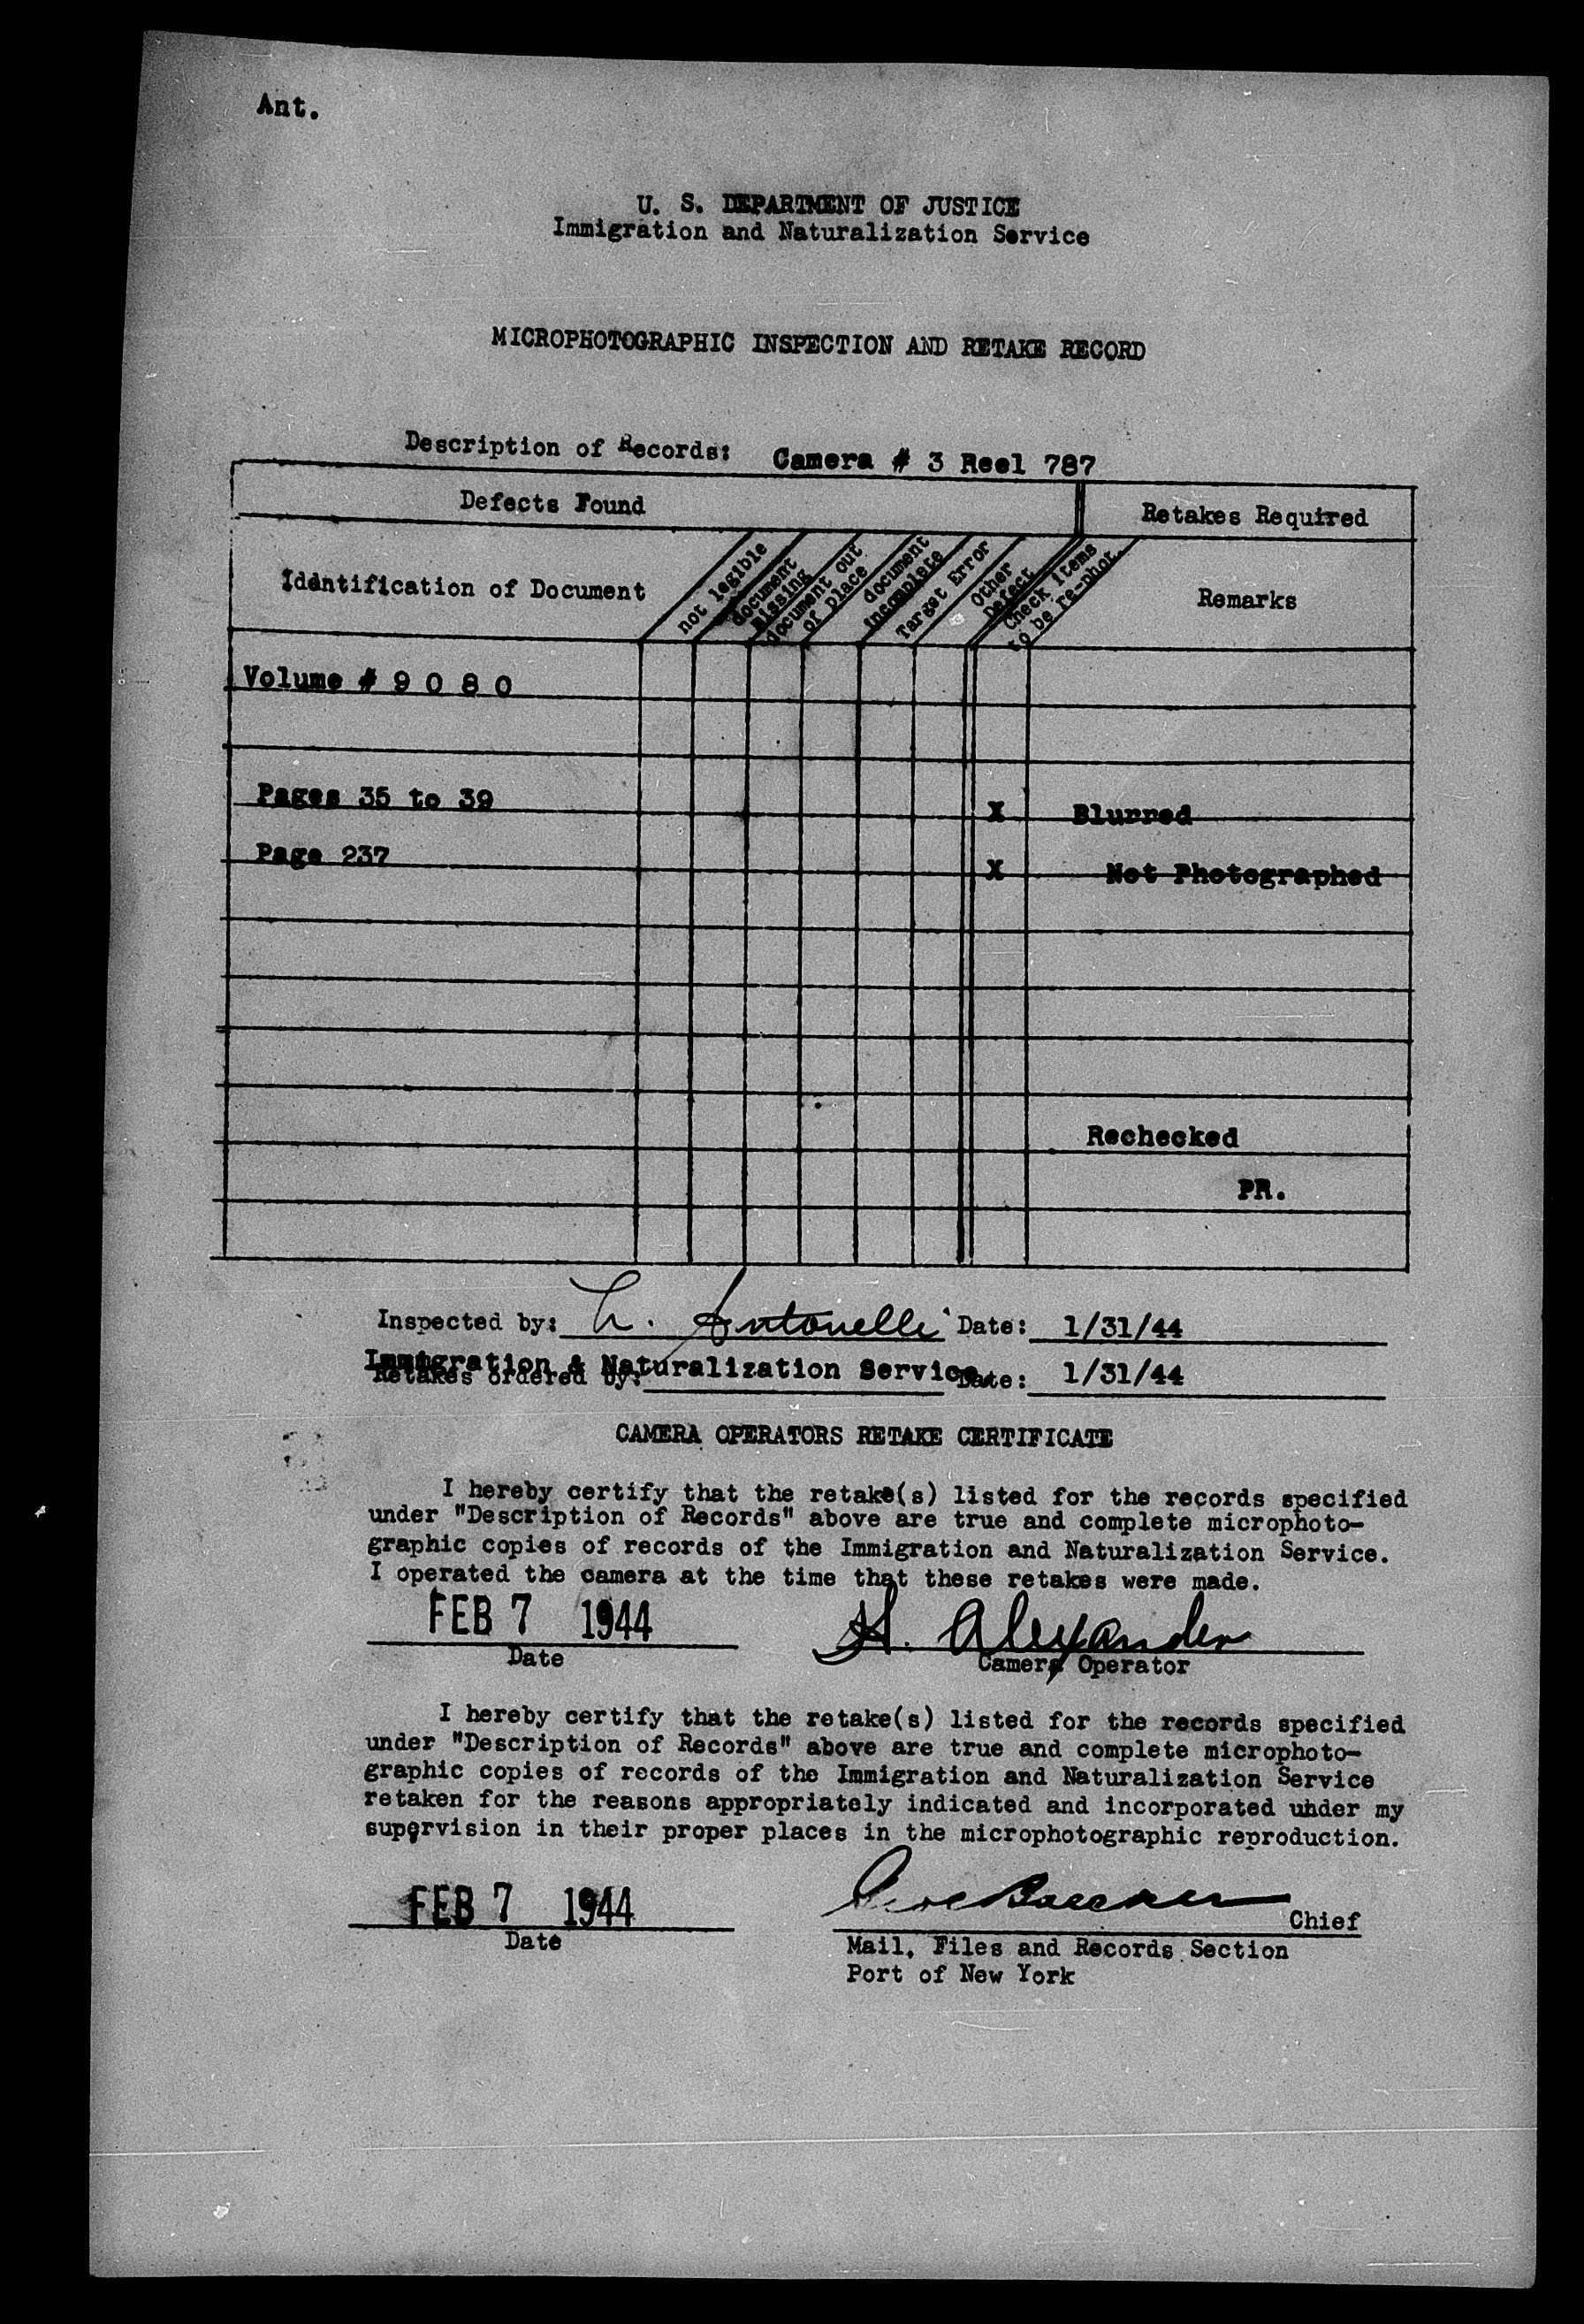 Ant.
U. S. DEPARTMENT OF JUSTICE
Immigration and Naturalization Service
MICROPHOTOGRAPHIC INSPECTION AND RETAKE RECORD
Description of Records: Camera # 3 Reel 787
Defects Found
Retakes Required
Identification of Document
not legible
document missing
document out of place
document incomplete
Target Error
Other Defect
Check items to be re-phot.
Remarks
Volume # 9 0 8 0
Pages 35 to 39 X Blurred
Page 237 X Not Photographed
Rechecked
PR.
Inspected by: Antonelli Date: 1/31/44
Immigration & Naturalization Service
Retakes ordered by: Date: 1/31/44
CAMERA OPERATORS RETAKE CERTIFICATE
I hereby certify that the retake(s) listed for the records specified
under "Description of Records" above are true and complete microphoto-
graphic copies of records of the Immigration and Naturalization Service.
I operated the camera at the time that these retakes were made.
FEB 7 1944 H. Alexander
Date Camera Operator
I hereby certify that the retake(s) listed for the records specified
under "Description of Records" above are true and complete microphoto-
graphic copies of records of the Immigration and Naturalization Service
retaken for the reasons appropriately indicated and incorporated under my
supervision in their proper places in the microphotographic reproduction.
FEB 7 1944 Chief
Date
Mail, Files and Records Section
Port of New York